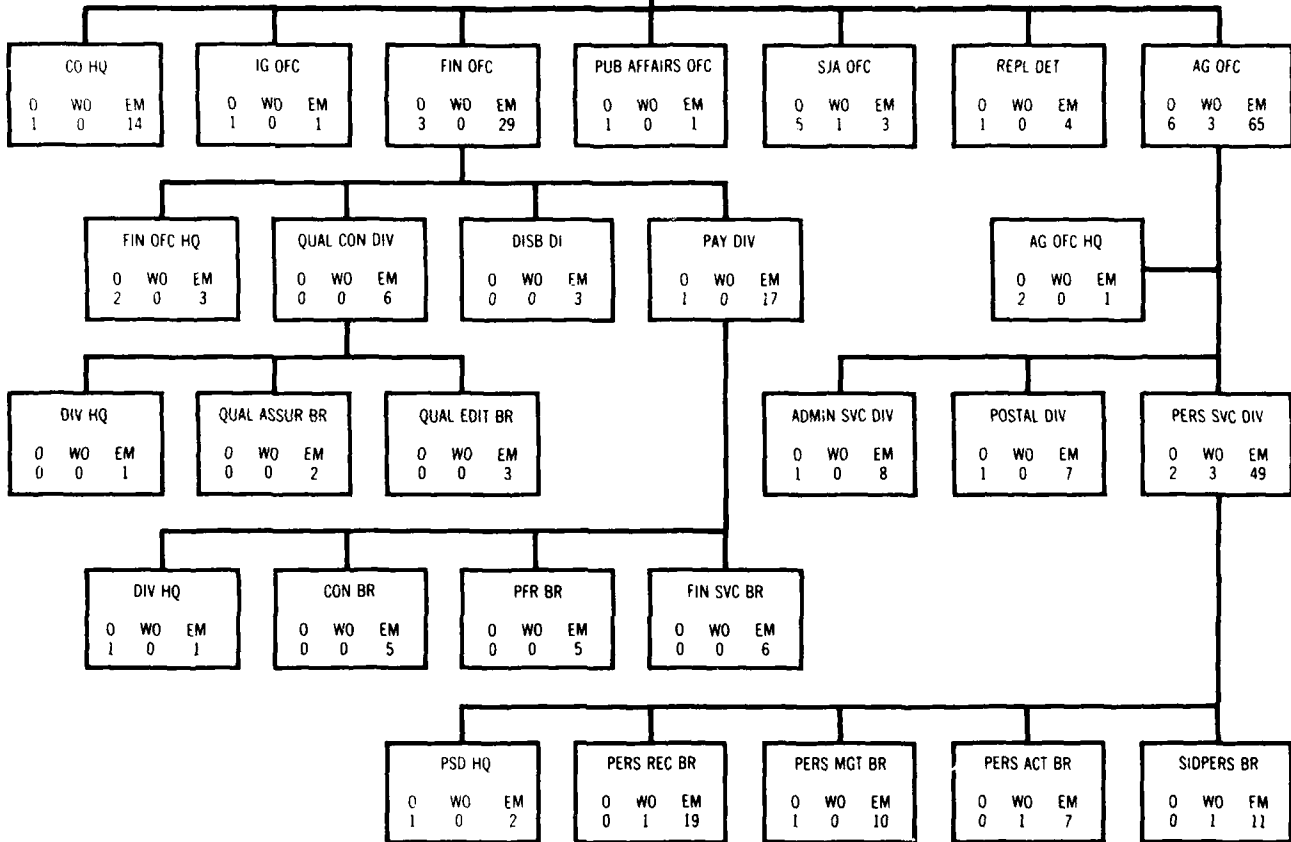 CO HQ
O WO EM
1 0 14
IG OFC
O WO EM
1 0 1
FIN OFC
O WO EM
3 0 29
PUB AFFAIRS OFC
O WO EM
1 0 1
SJA OFC
O WO EM
5 1 3
REPL DET
O WO EM
1 0 4
AG OFC
O WO EM
6 3 65
FIN OFC HQ
O WO EM
2 0 3
QUAL CON DIV
O WO EM
0 0 6
DISB DI
O WO EM
0 0 3
PAY DIV
O WO EM
1 0 17
AG OFC HQ
O WO EM
2 0 1
DIV HQ
O WO EM
0 0 1
QUAL ASSUR BR
O WO EM
0 0 2
QUAL EDIT BR
O WO EM
0 0 3
ADMIN SVC DIV
O WO EM
1 0 8
POSTAL DIV
O WO EM
1 0 7
PERS SVC DIV
O WO EM
2 3 49
DIV HQ
O WO EM
1 0 1
CON BR
O WO EM
0 0 5
PFR BR
O WO EM
0 0 5
FIN SVC BR
O WO EM
0 0 6
PSD HQ
O WO EM
1 0 2
PERS REC BR
O WO EM
0 1 19
PERS MGT BR
O WO EM
1 0 10
PERS ACT BR
O WO EM
0 1 7
SIDPERS BR
O WO EM
0 1 11